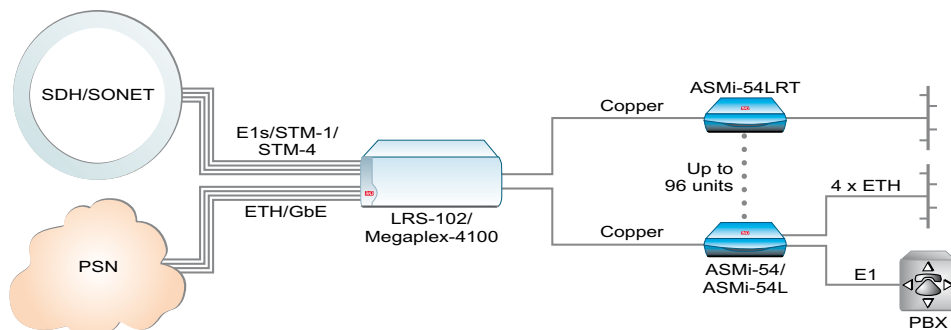 SDH/SONET
E1s/STM-1/
STM-4
PSN
ETH/GbE
LRS-102/
Megaplex-4100
Copper
ASMi-54LRT
Up to
96 units
Copper
ASMi-54/
ASMi-54L
4 x ETH
E1
PBX